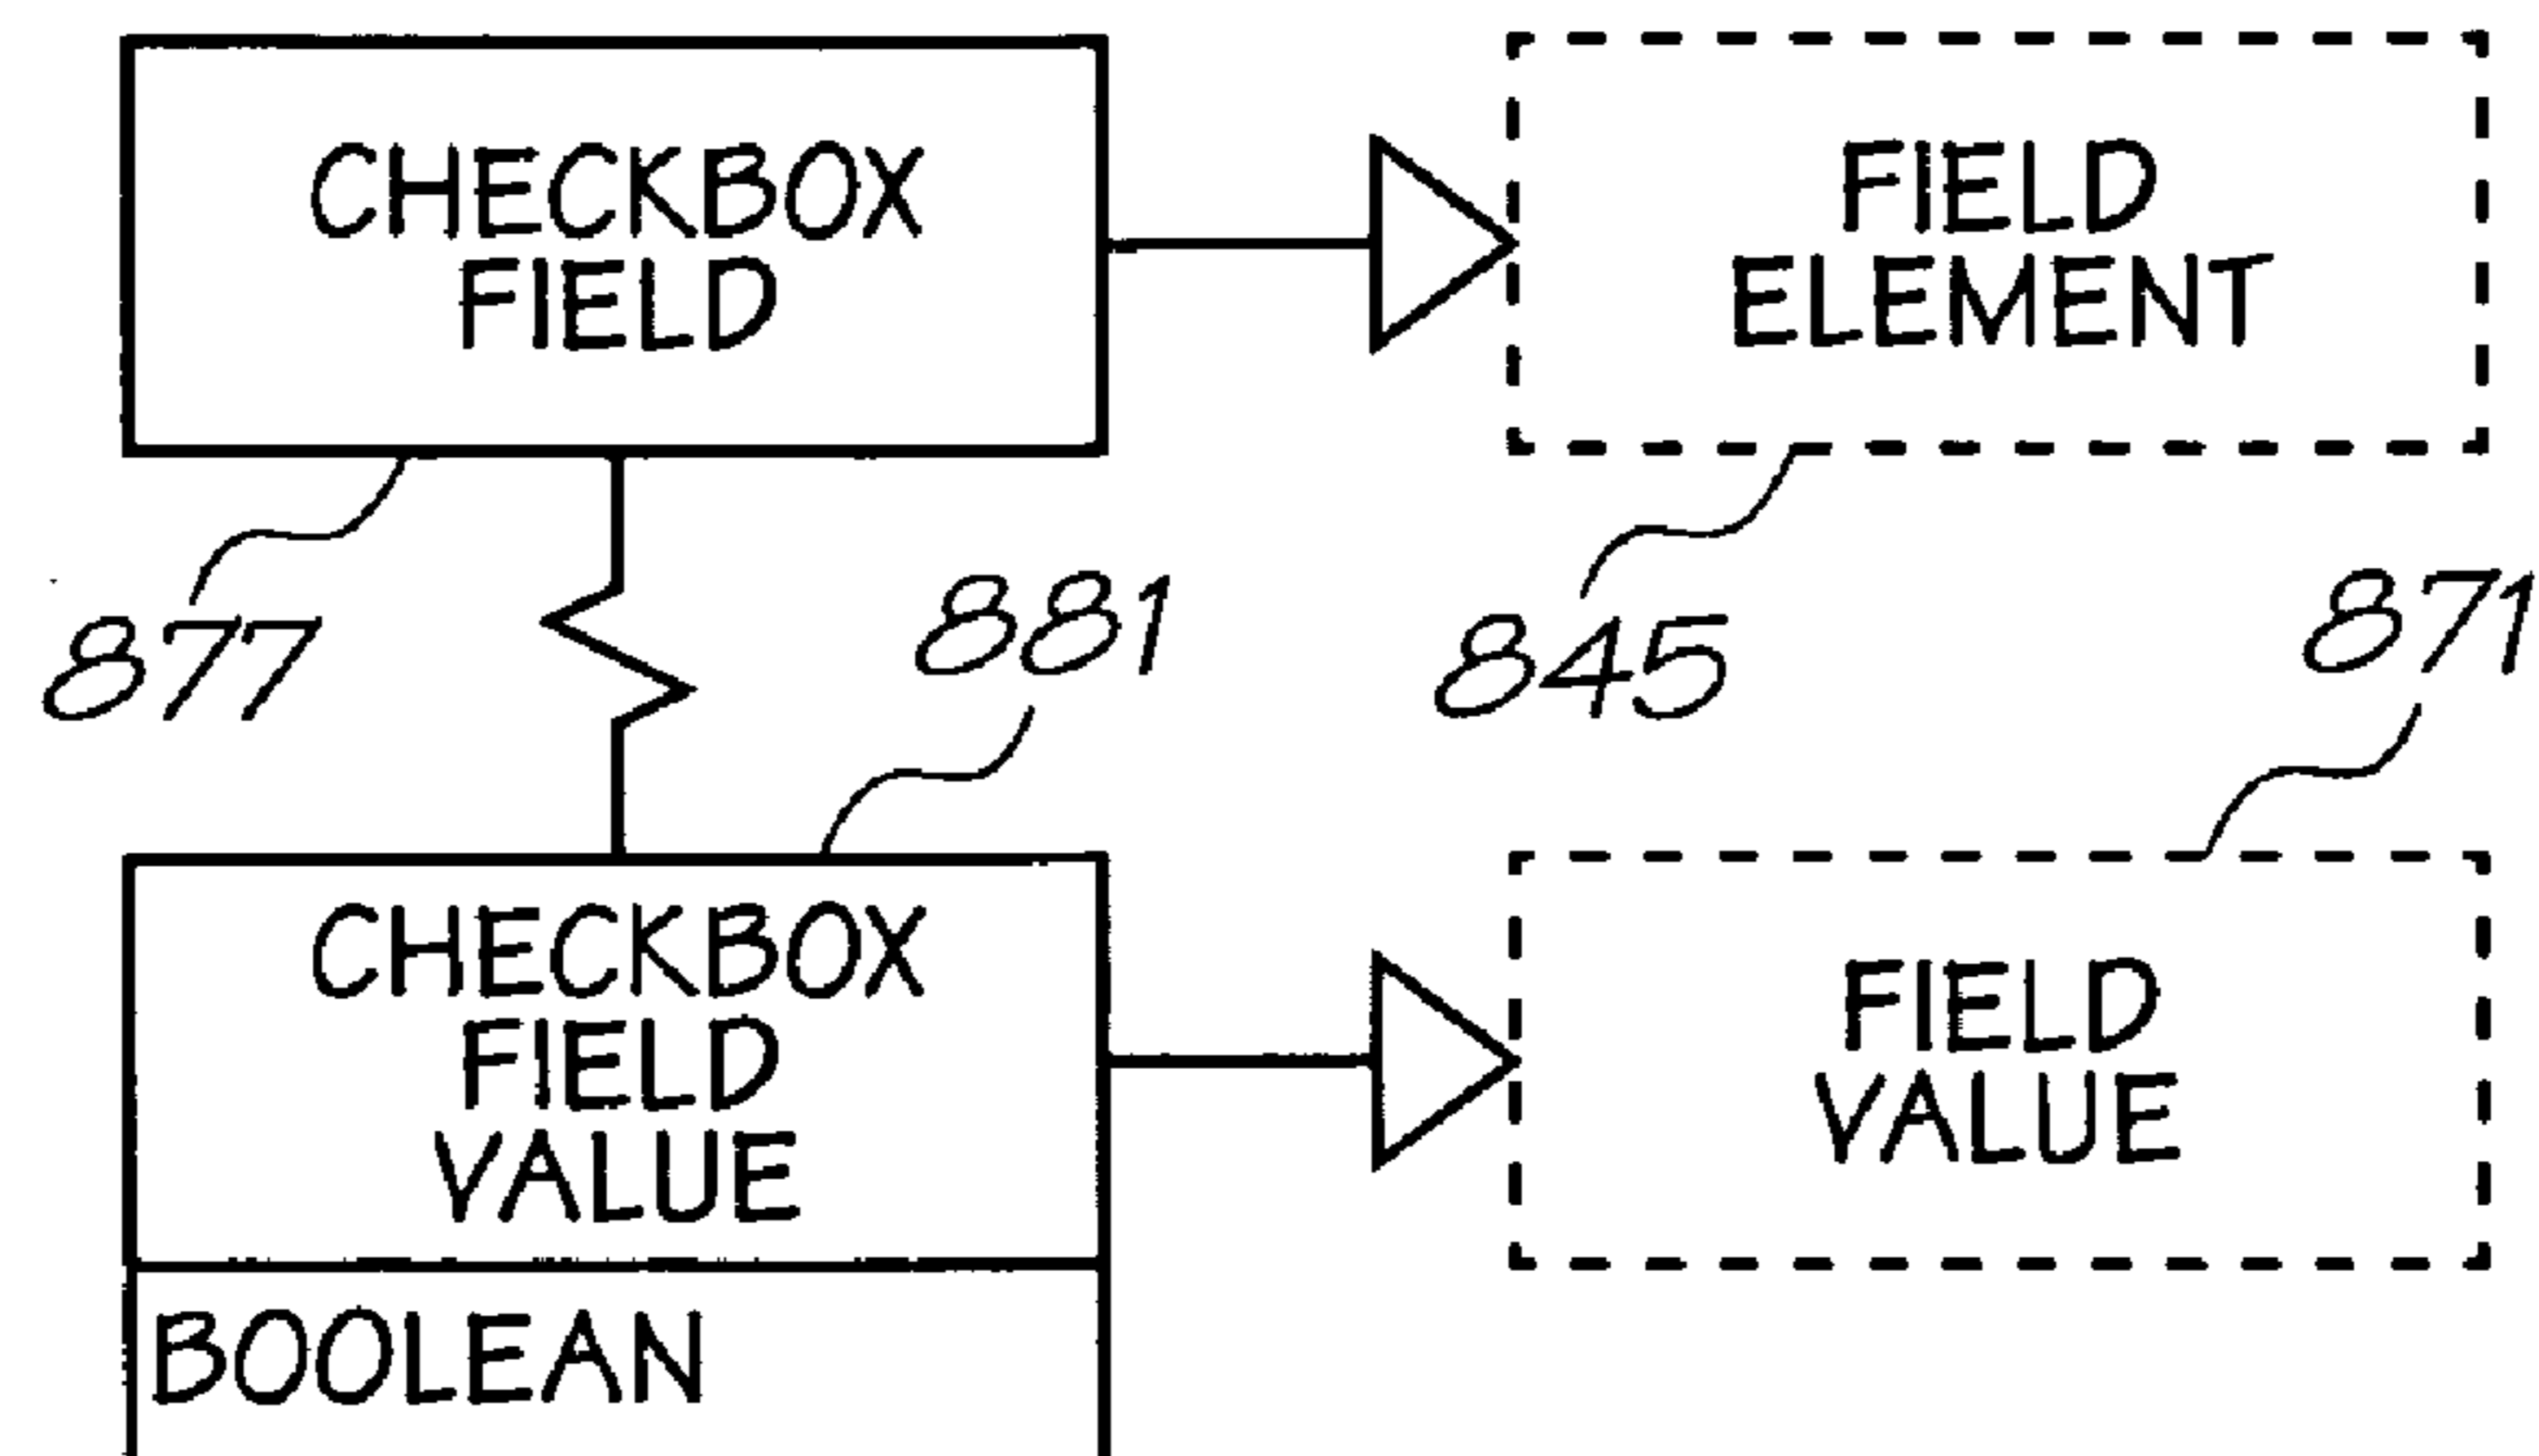 CHECKBOX
FIELD
FIELD
ELEMENT
877
881
845
871
CHECKBOX
FIELD
VALUE
FIELD
VALUE
BOOLEAN